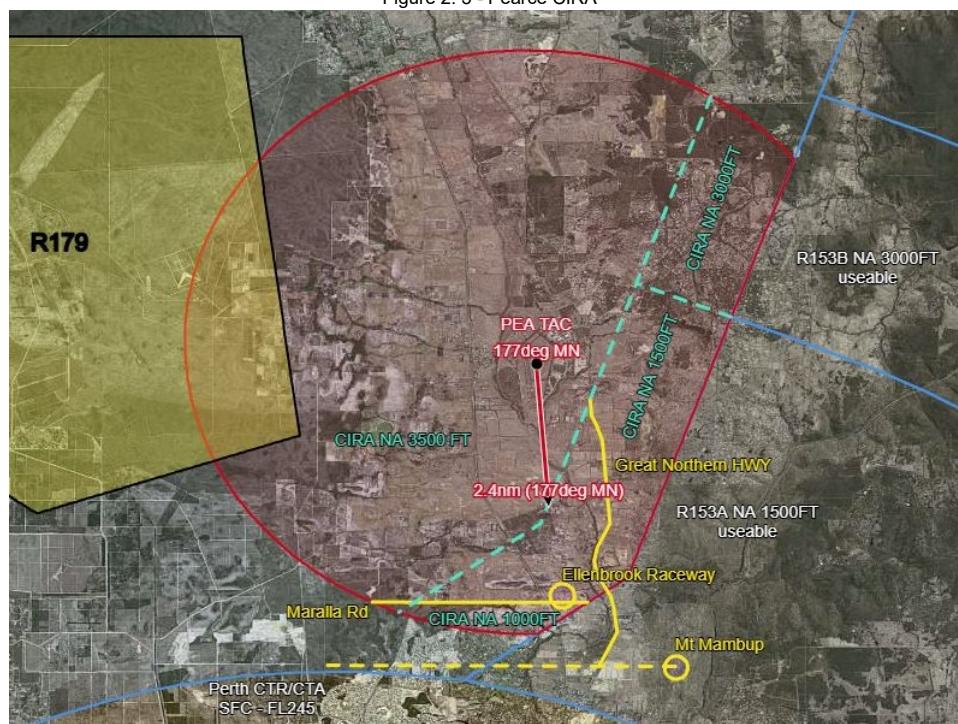 Figure 2. 3 - Pearce CIRA
R179
CIRA NA 3000FT
R153B NA 3000FT
useable
PEA TAC
177deg MN
CIRA NA 1500FT
CIRA NA 3500 FT
Great Northern HWY
2.4nm (177deg MN)
R153A NA 1500FT
useable
Ellenbrook Raceway
Maralla Rd
CIRA NA 1000FT
Mt Mambup
Perth CTR/CTA
SFC - FL245